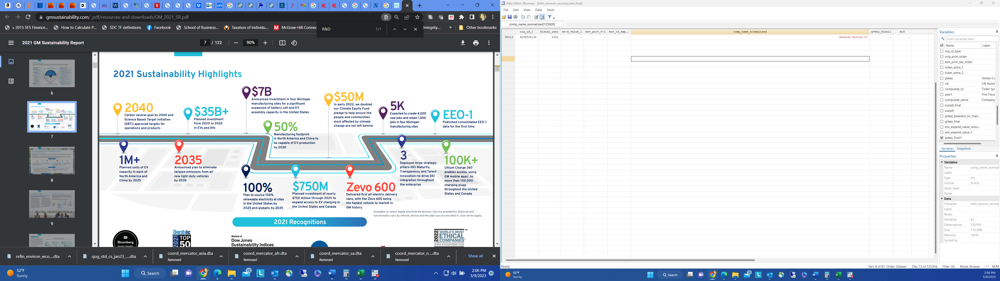 gmsustainability.com/_pdf/resources-and-downloads/GM_2021_SR.pdf
» 2015 SFS Finance...
How to Calculate P...
SDC TF definitions
Facebook
School of Business...
Taxation of Individu...
McGraw-Hill Connec
Integrity...
»
Other bookmarks
R&D
1/1
2021 GM Sustainability Report
7 / 122
90%
6
7
8
9
2021 Sustainability Highlights
2040
Carbon neutral goal by 2040 and
Science Based Target initiative
(SBTi) approved targets for
operations and products
$35B+
Planned investment
from 2020 to 2025
in EVs and AVs
$7B
Announced investment in four Michigan
manufacturing sites for a significant
expansion of battery cell and EV
assembly capacity in the United States
50%
Manufacturing footprint
in North America and China to
be capable of EV production
by 2030
$50M
In early 2022, we doubled
our Climate Equity Fund
pledge to help ensure the
people and communities
most affected by climate
change are not left behind
5K
Expected to create 4,000
new jobs and retain 1,000
jobs in four Michigan
manufacturing sites
EEO-1
Published consolidated EEO-1
data for the first time
1M+
Planned units of EV
capacity in each of
North America and
China by 2025
2035
Announced plan to eliminate
tailpipe emissions from all
new light-duty vehicles
by 2035
100%
Plan to source 100%
renewable electricity at sites
in the United States by
2025 and globally by 2035
$750M
Planned investment of nearly
$750 million through 2025 to
expand access to EV charging in
the United States and Canada
Zevo 600
Delivered first all-electric delivery
vans, with the Zevo 600 being
the fastest vehicle to market in
GM history
3
Deployed three strategic
pillars—DEI Maturity,
Transparency and Talent
Innovation—to drive DEI
integration throughout
the enterprise
100K+
Ultium Charge 360
enables access, using
GM mobile apps¹, to
more than 100,000
charging plugs
throughout the United
States and Canada
¹ Available on select Apple and Android devices. Service availability, features and
functionality vary by vehicle, device and the plan you are enrolled in. User terms apply.
2021 Recognitions
Bloomberg
Gender-Equality
DiversityInc
2021 TOP
50
Member of
Dow Jones
Sustainability Indices
2022 WORLD'S MOST
ETHICAL
COMPANIES
WWW.ETHISPHERE.COM
refin_environ_wco....dta
qog_std_cs_jan23_....dta
coord_mercator_asia.dta
Removed
coord_mercator_afr.dta
Removed
coord_mercator_sa.dta
Removed
coord_mercator_n....dta
Removed
Show all
52°F
Sunny
Search
15
2:06 PM
3/9/2023
11
Data Editor (Browse) - [refin_environ_wcompustat_final]
File Edit View Data Tools
comp_name_normalized[125920]
org_id_1 fiscal_year en-s_value_1 env_prov_v-1 env_rd_exp.. comp_name_normalized gvkey_final1 xrd
98813 4298546138 2022 . . . General Motors Co . .
Variables
Filter variables here
Name Label
org_id_type
orig_prim_ticker
edit_prim_sec_ticker
ticker_extra_1
ticker_extra_2
gvkey Global Co
cik CIK Numb
compustat_tic Ticker Syr
year1 First Fisca
compustat_name Company
cusip6_final
cusip9
gvkey_basedon_tic_man...
gvkey_final
env_expend_value_notru...
env_expend_value_1
gvkey_final1
Variables Snapshots
Properties
Variables
Name comp_name_normali
Label
Type strL
Format %141s
Value label
Notes
Data
Filename refin_environ_wcomp
Label
Notes
Variables 81
Observations 125,916
Size 115.20M
Memory 181M
Sorted by
Ready
Vars: 8 of 81 Order: Dataset Obs: 13 of 125,916 Filter: On Mode: Browse CAP NUM
52°F
Sunny
Search
15
2:06 PM
3/9/2023